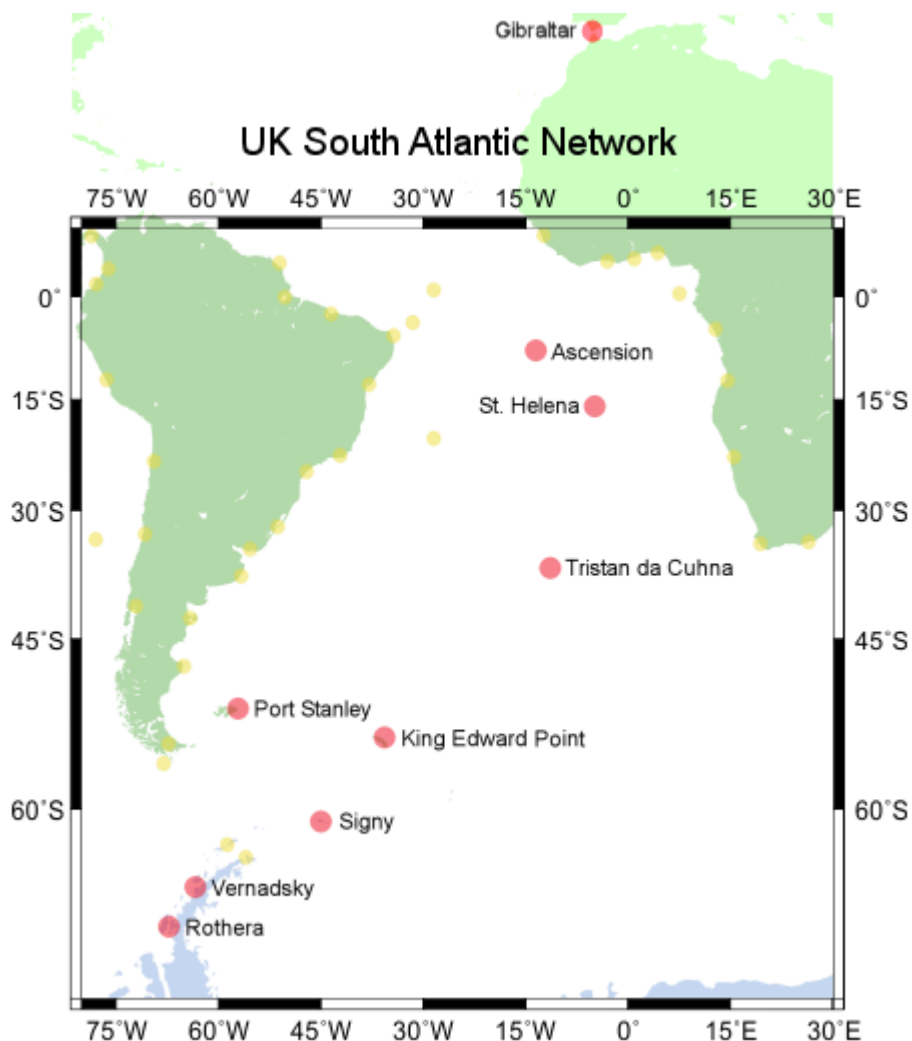 Gibraltar
UK South Atlantic Network
75˚W 60˚W 45˚W 30˚W 15˚W 0˚ 15˚E 30˚E
0˚ 0˚
Ascension
15˚S St. Helena 15˚S
30˚S 30˚S
Tristan da Cuhna
45˚S 45˚S
Port Stanley
King Edward Point
60˚S 60˚S
Signy
Vernadsky
Rothera
75˚W 60˚W 45˚W 30˚W 15˚W 0˚ 15˚E 30˚E